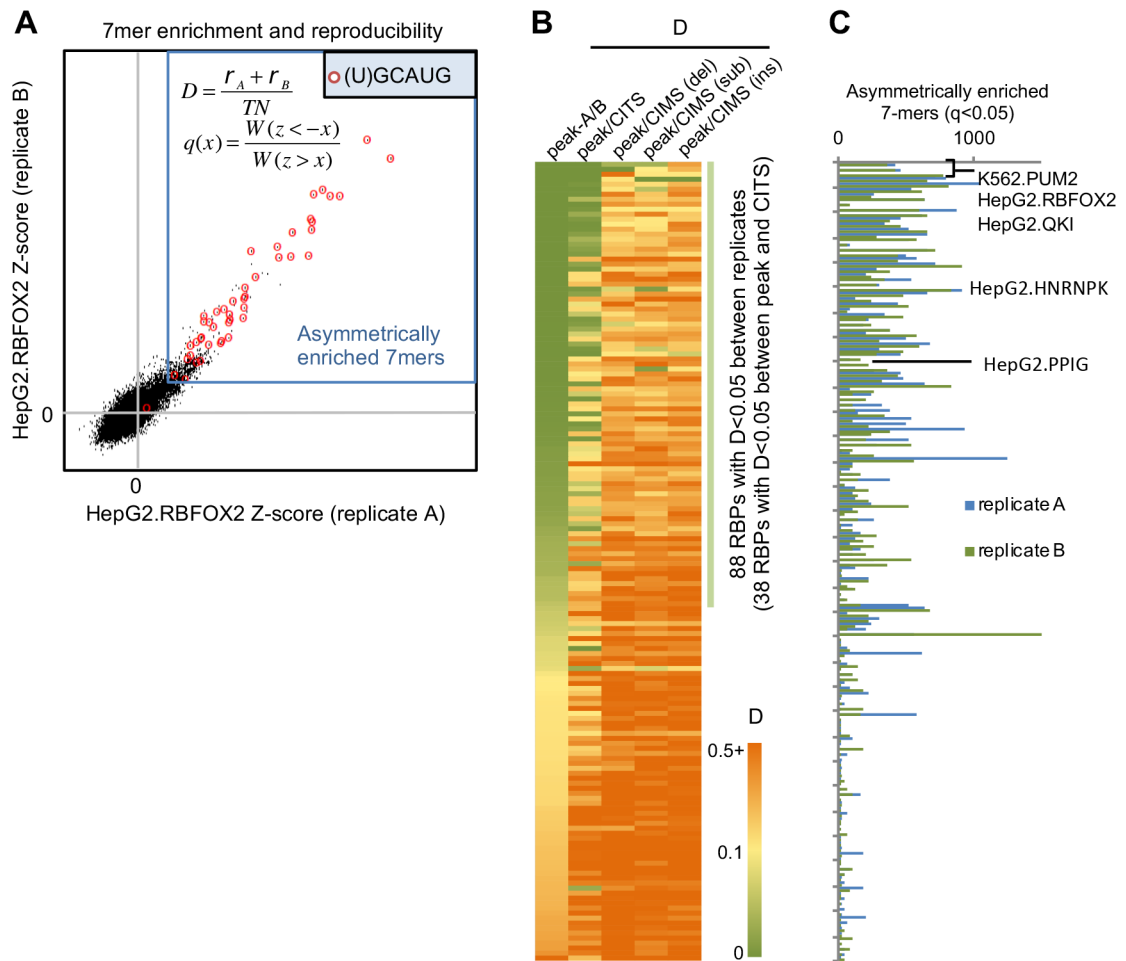 A
7mer enrichment and reproducibility
HepG2.RBFOX2 Z-score (replicate B)
(U)GCAUG
D = r_A + r_B / TN
q(x) = W(z < -x) / W(z > x)
Asymmetrically
enriched 7mers
0
0
HepG2.RBFOX2 Z-score (replicate A)
B
D
peak-A/B
peak/CITS
peak/CIMS (del)
peak/CIMS (sub)
peak/CIMS (ins)
88 RBPs with D<0.05 between replicates
(38 RBPs with D<0.05 between peak and CITS)
D
0.5+
0.1
0
C
Asymmetrically enriched
7-mers (q<0.05)
0 1000
K562.PUM2
HepG2.RBFOX2
HepG2.QKI
HepG2.HNRNPK
HepG2.PPIG
replicate A
replicate B